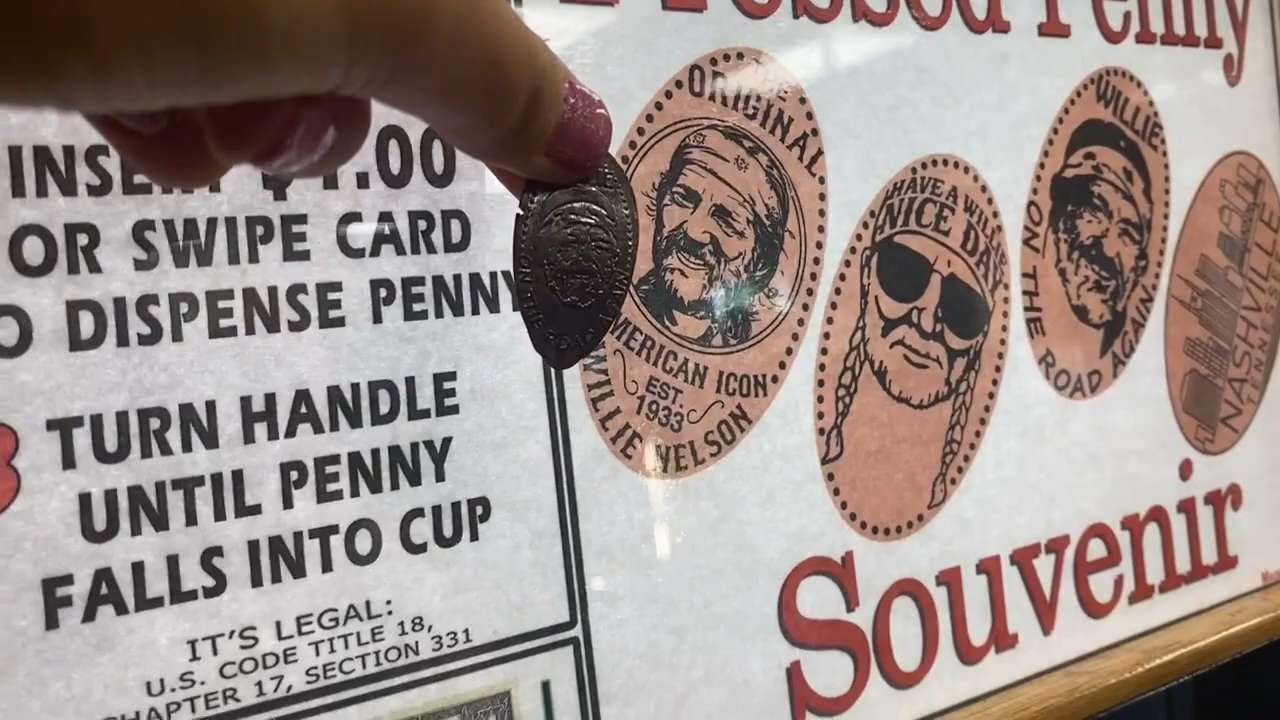 Pressed Penny
INSERT $1.00
OR SWIPE CARD
O DISPENSE PENNY
TURN HANDLE
UNTIL PENNY
FALLS INTO CUP
IT'S LEGAL:
U.S. CODE TITLE 18,
CHAPTER 17, SECTION 331
ORIGINAL
AMERICAN ICON
EST.
1933
WILLIE NELSON
HAVE A WILLIE
NICE DAY
WILLIE
ON THE ROAD AGAIN
NASHVILLE
TENNESSEE
Souvenir